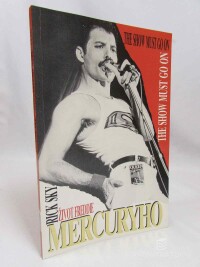 THE SHOW MUST GO ON
THE SHOW MUST GO ON
RICK SKY
ŽIVOT FREDDIE
MERCURYHO